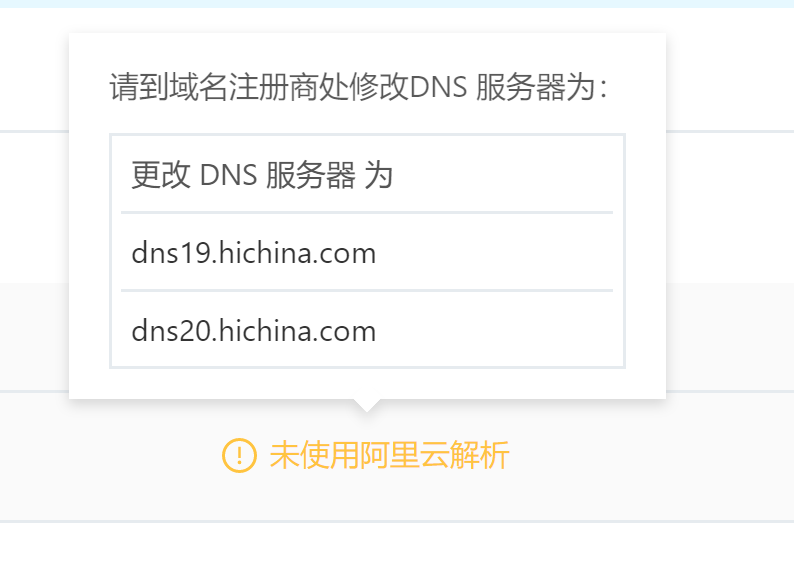 请到域名注册商处修改DNS 服务器为：
更改 DNS 服务器 为
dns19.hichina.com
dns20.hichina.com
未使用阿里云解析